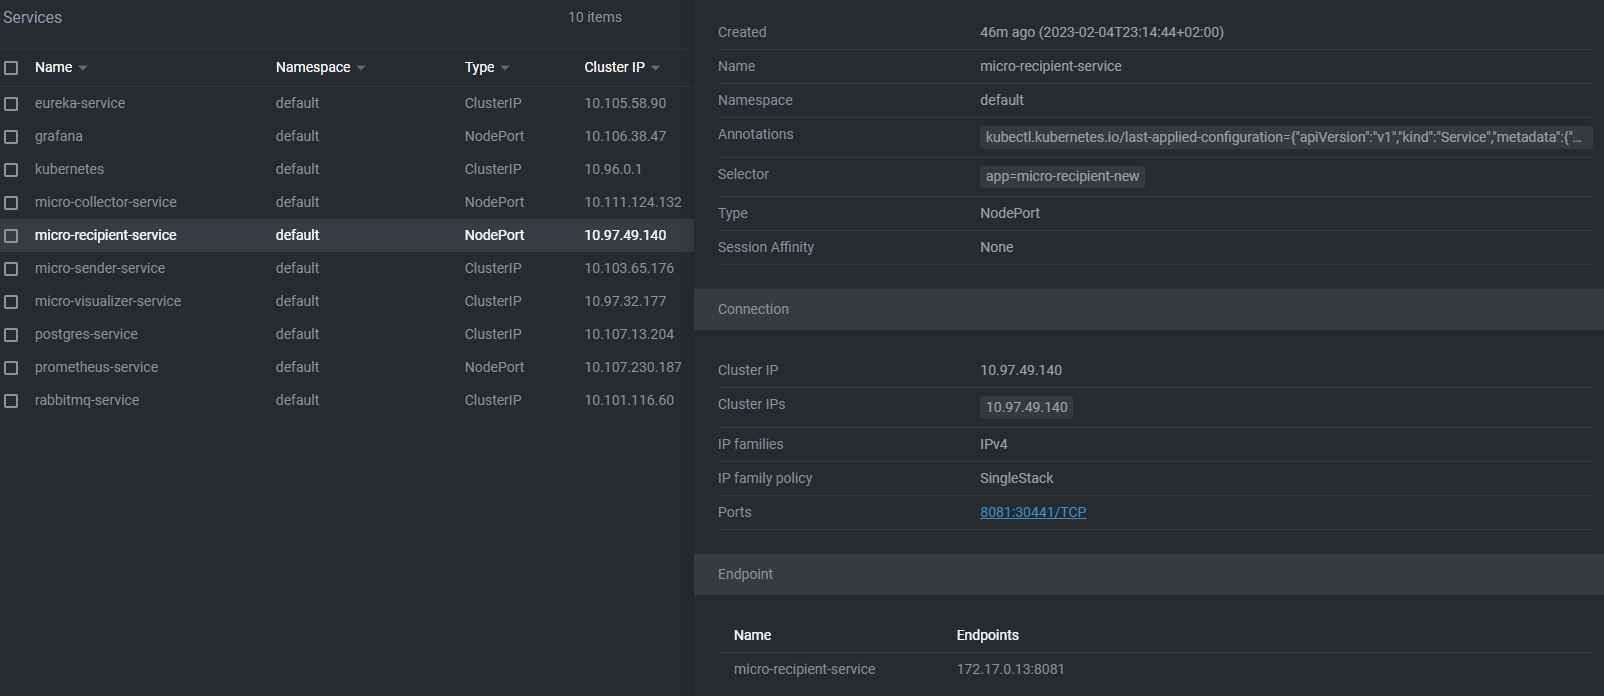 Services 10 items
Name Namespace Type Cluster IP
eureka-service default ClusterIP 10.105.58.90
grafana default NodePort 10.106.38.47
kubernetes default ClusterIP 10.96.0.1
micro-collector-service default NodePort 10.111.124.132
micro-recipient-service default NodePort 10.97.49.140
micro-sender-service default ClusterIP 10.103.65.176
micro-visualizer-service default ClusterIP 10.97.32.177
postgres-service default ClusterIP 10.107.13.204
prometheus-service default NodePort 10.107.230.187
rabbitmq-service default ClusterIP 10.101.116.60
Created 46m ago (2023-02-04T23:14:44+02:00)
Name micro-recipient-service
Namespace default
Annotations kubectl.kubernetes.io/last-applied-configuration={"apiVersion":"v1","kind":"Service","metadata":{"...
Selector app=micro-recipient-new
Type NodePort
Session Affinity None
Connection
Cluster IP 10.97.49.140
Cluster IPs 10.97.49.140
IP families IPv4
IP family policy SingleStack
Ports 8081:30441/TCP
Endpoint
Name Endpoints
micro-recipient-service 172.17.0.13:8081